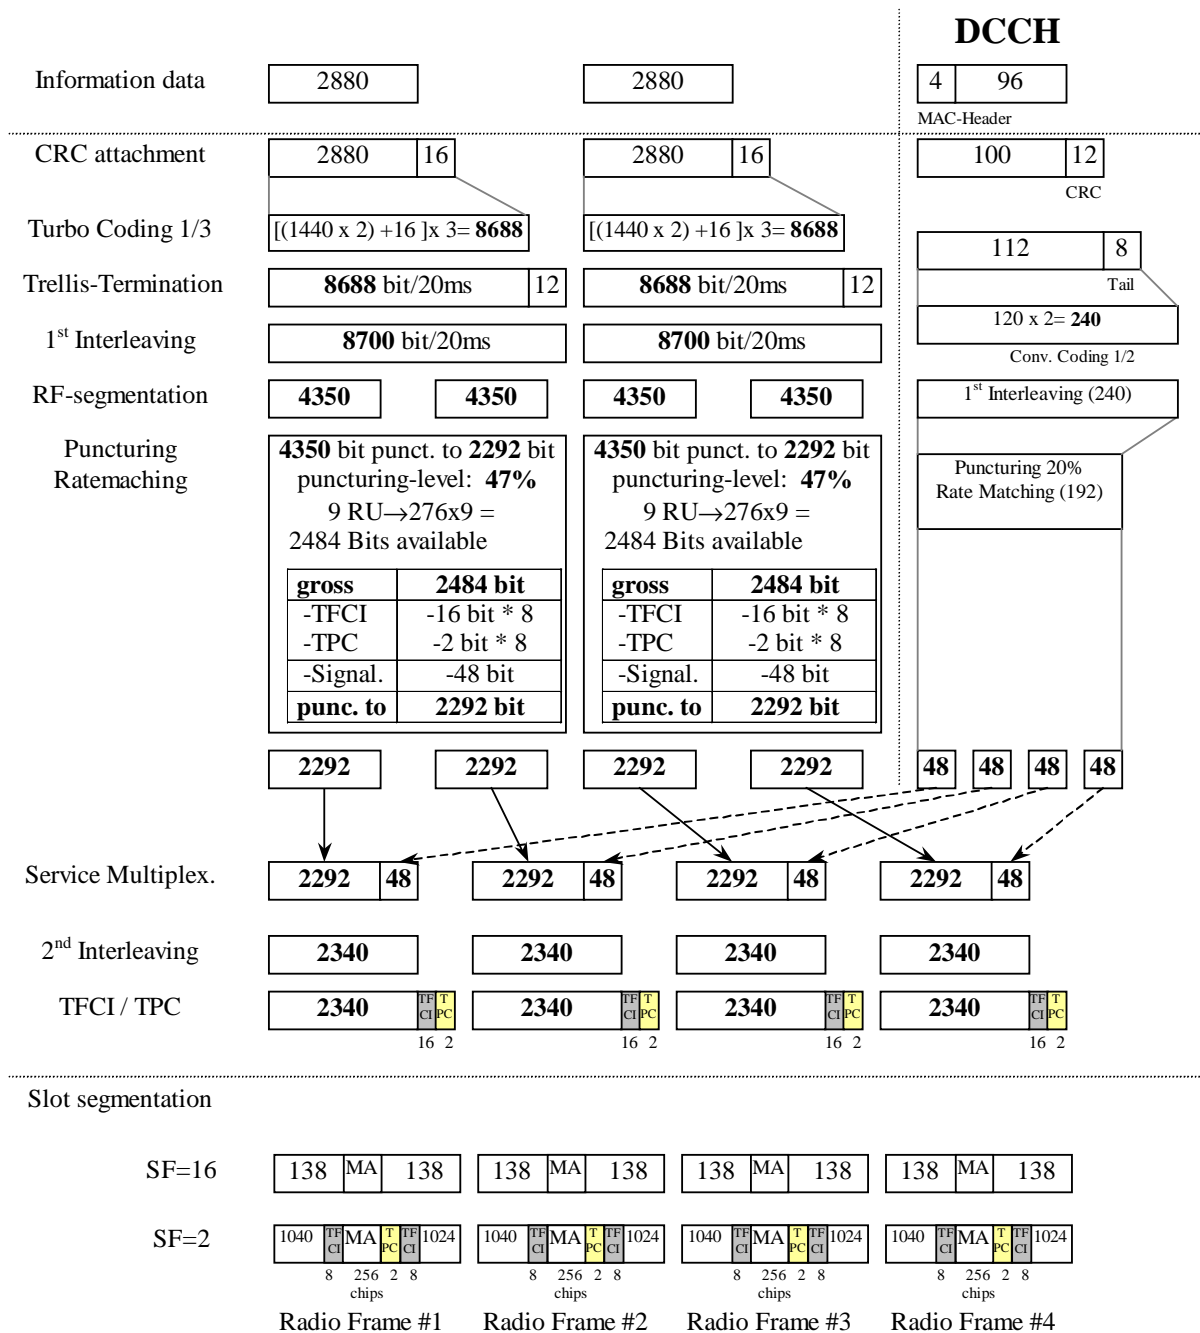 DCCH
Information data 2880 2880 4 96
MAC-Header
CRC attachment 2880 16 2880 16 100 12
CRC
Turbo Coding 1/3 [(1440 x 2) +16 ]x 3= 8688 [(1440 x 2) +16 ]x 3= 8688
112 8
Trellis-Termination 8688 bit/20ms 12 8688 bit/20ms 12
Tail
120 x 2= 240
1st Interleaving 8700 bit/20ms 8700 bit/20ms
Conv. Coding 1/2
RF-segmentation 4350 4350 4350 4350 1st Interleaving (240)
Puncturing 4350 bit punct. to 2292 bit 4350 bit punct. to 2292 bit
Ratemaching puncturing-level: 47% puncturing-level: 47%
Puncturing 20%
Rate Matching (192)
9 RU→276x9 = 9 RU→276x9 =
2484 Bits available 2484 Bits available
gross 2484 bit gross 2484 bit
-TFCI -16 bit * 8 -TFCI -16 bit * 8
-TPC -2 bit * 8 -TPC -2 bit * 8
-Signal. -48 bit -Signal. -48 bit
punc. to 2292 bit punc. to 2292 bit
2292 2292 2292 2292 48 48 48 48
Service Multiplex. 2292 48 2292 48 2292 48 2292 48
2nd Interleaving 2340 2340 2340 2340
TFCI / TPC 2340 TF CI T PC 2340 TF CI T PC 2340 TF CI T PC 2340 TF CI T PC
16 2 16 2 16 2 16 2
Slot segmentation
SF=16 138 MA 138 138 MA 138 138 MA 138 138 MA 138
SF=2 1040 TF CI MA T PC TF CI 1024 1040 TF CI MA T PC TF CI 1024 1040 TF CI MA T PC TF CI 1024 1040 TF CI MA T PC TF CI 1024
8 256 2 8 8 256 2 8 8 256 2 8 8 256 2 8
chips chips chips chips
Radio Frame #1 Radio Frame #2 Radio Frame #3 Radio Frame #4